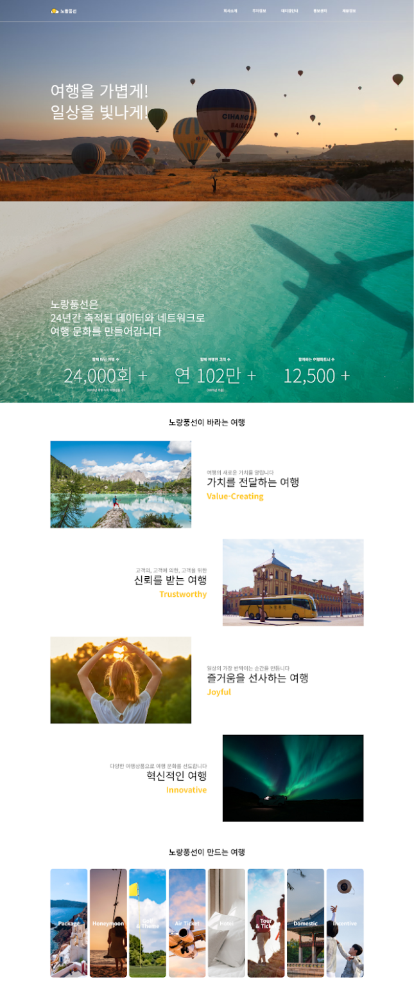 노랑풍선
회사소개 투자정보 대리점안내 홍보센터 채용정보
여행을 가볍게!
일상을 빛나게!
CIHANG
노랑풍선은
24년간 축적된 데이터와 네트워크로
여행 문화를 만들어갑니다
함께 떠난 여행 수 함께 여행한 고객 수 함께하는 여행파트너 수
24,000회 + 연 102만 + 12,500 +
노랑풍선이 바라는 여행
여행의 새로운 가치를 알립니다
가치를 전달하는 여행
Value-Creating
고객의, 고객에 의한, 고객을 위한
신뢰를 받는 여행
Trustworthy
노랑풍선
일상의 가장 반짝이는 순간을 만듭니다
즐거움을 선사하는 여행
Joyful
다양한 여행상품으로 여행 문화를 선도합니다
혁신적인 여행
Innovative
노랑풍선이 만드는 여행
Package
Honeymoon
Golf
& Theme
Air Ticket
Hotel
Tour
& Ticket
Domestic
Incentive